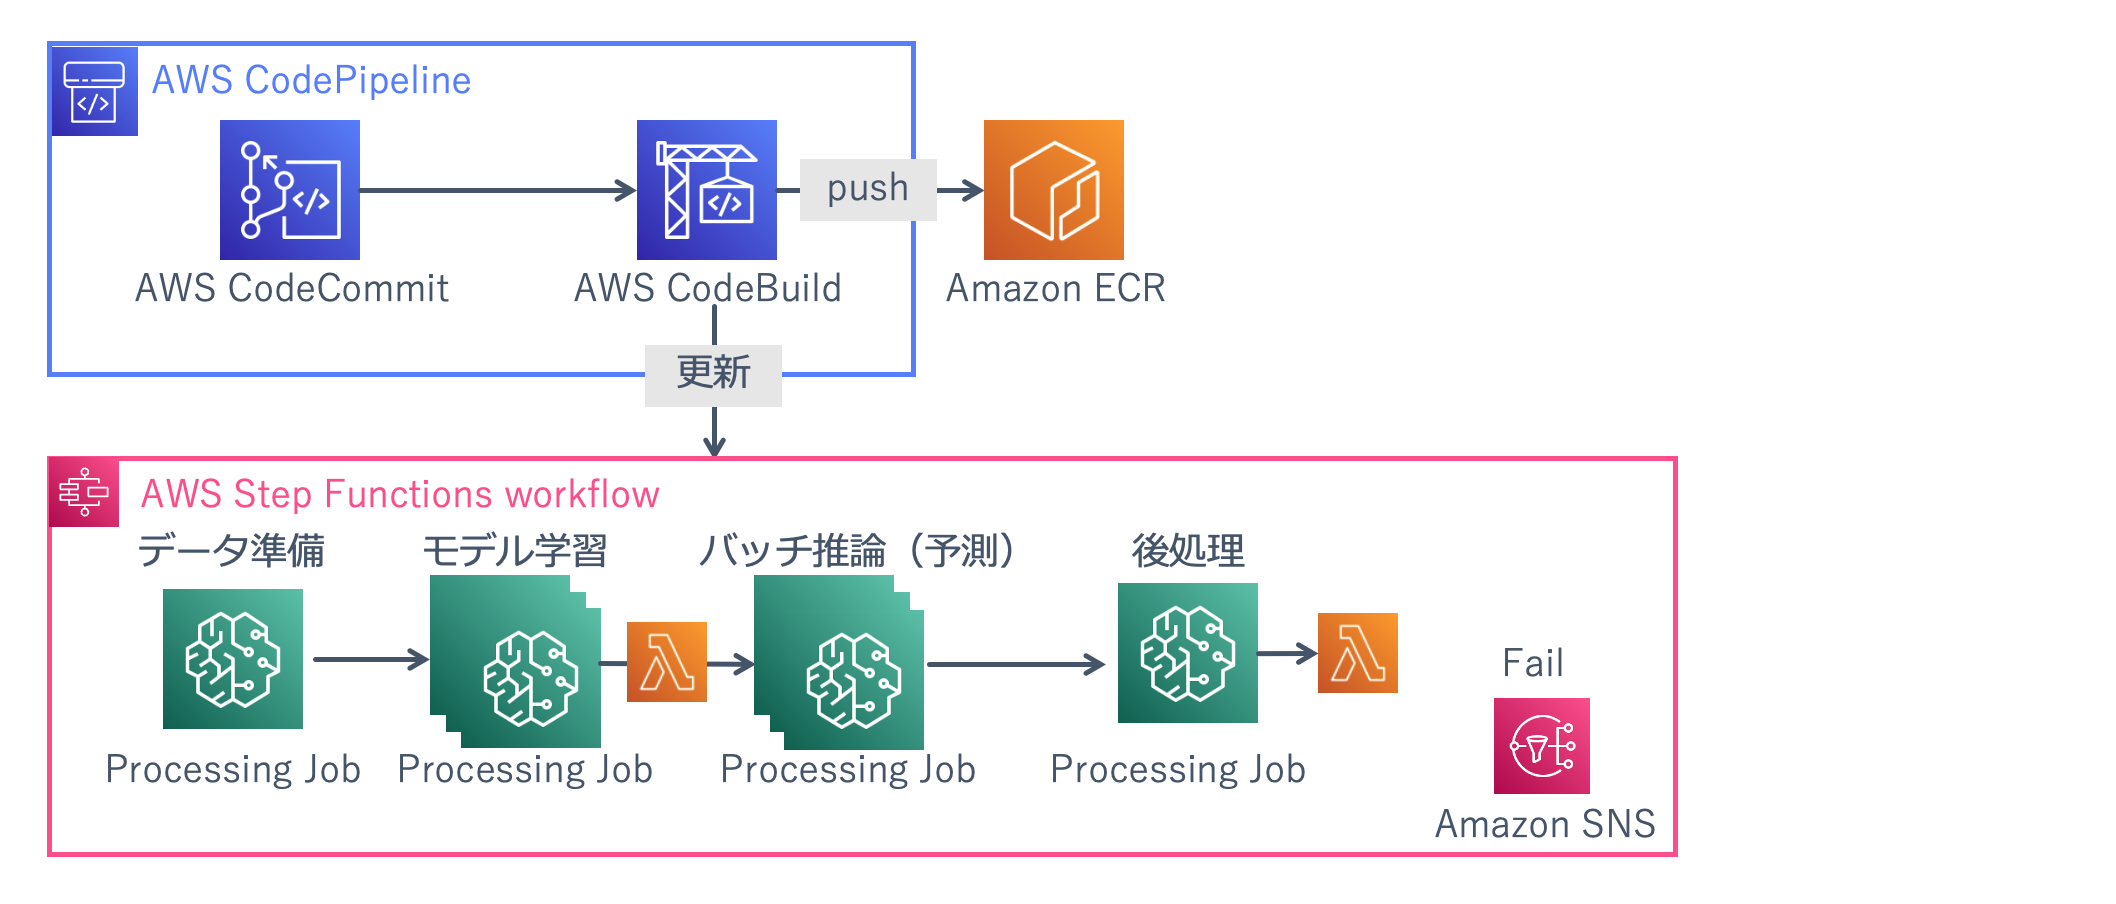 AWS CodePipeline
push
AWS CodeCommit
AWS CodeBuild
Amazon ECR
更新
AWS Step Functions workflow
データ準備
モデル学習
バッチ推論（予測）
後処理
Fail
Processing Job
Processing Job
Processing Job
Processing Job
Amazon SNS